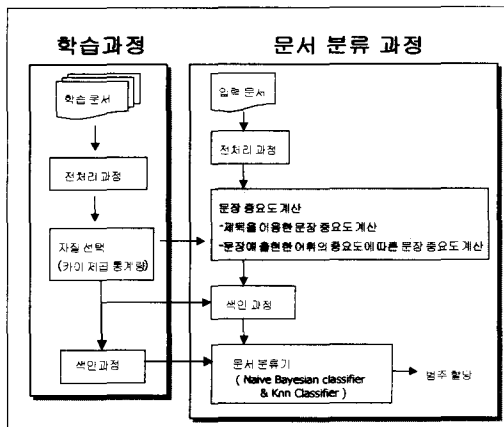 학습과정
학습 문서
전처리 과정
자질 선택
(카이 제곱 통계량)
색인과정
문서 분류 과정
입력 문서
전처리 과정
문장 중요도 계산
-제목을 이용한 문장 중요도 계산
-문장에 출현한 어휘의 중요도에 따른 문장 중요도 계산
색인 과정
문서 분류기
( Naive Bayesian classifier
& Knn Classifier )
범주 할당